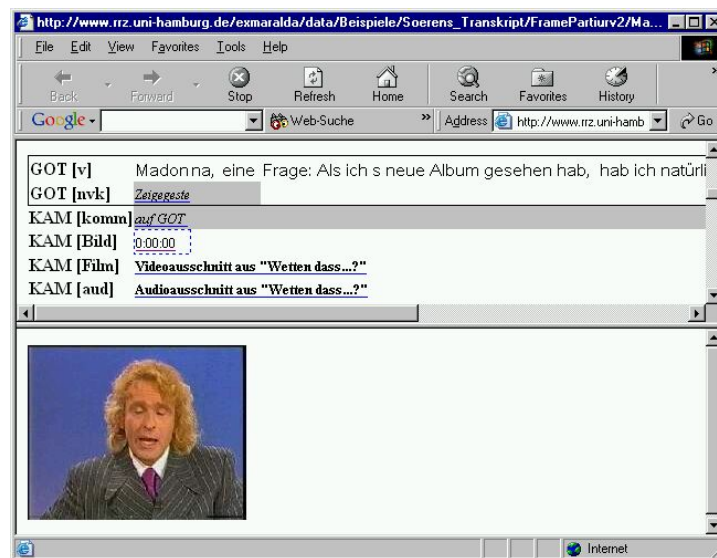 http://www.rrz.uni-hamburg.de/exmaralda/data/Beispiele/Soerens_Transkript/FramePartiurv2/Ma...
File Edit View Favorites Tools Help
Back Forward Stop Refresh Home Search Favorites History »
Google Web-Suche » Address http://www.rrz.uni-hamb Go
GOT [v] Madonna, eine Frage: Als ich s neue Album gesehen hab, hab ich natürli
GOT [nvk] Zeigegeste
KAM [komm] auf GOT
KAM [Bild] 0:00:00
KAM [Film] Videoausschnitt aus "Wetten dass...?"
KAM [aud] Audioausschnitt aus "Wetten dass...?"
Internet